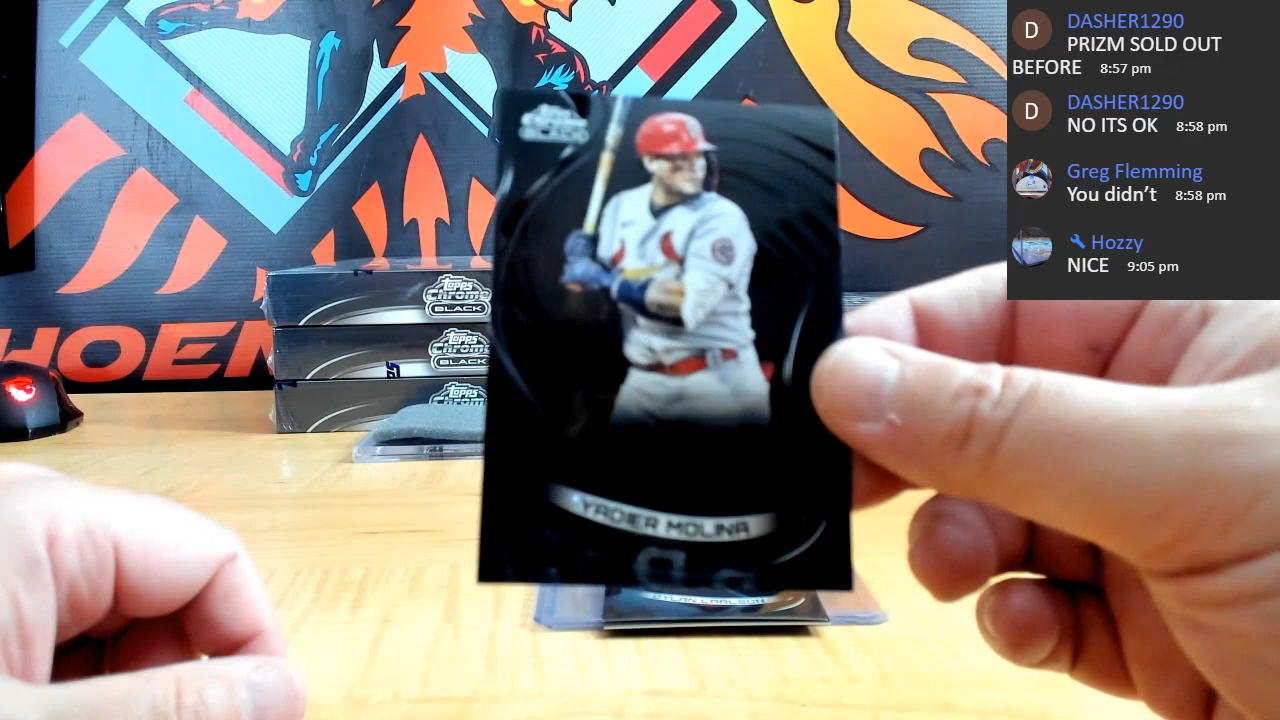 D DASHER1290
PRIZM SOLD OUT
BEFORE 8:57 pm
D DASHER1290
NO ITS OK 8:58 pm
Greg Flemming
You didn't 8:58 pm
Hozzy
NICE 9:05 pm
Topps
Chrome
BLACK
YADIER MOLINA
DYLAN CARLSON
Topps
Chrome
BLACK
Topps
Chrome
BLACK
Topps
Chrome
HOEN